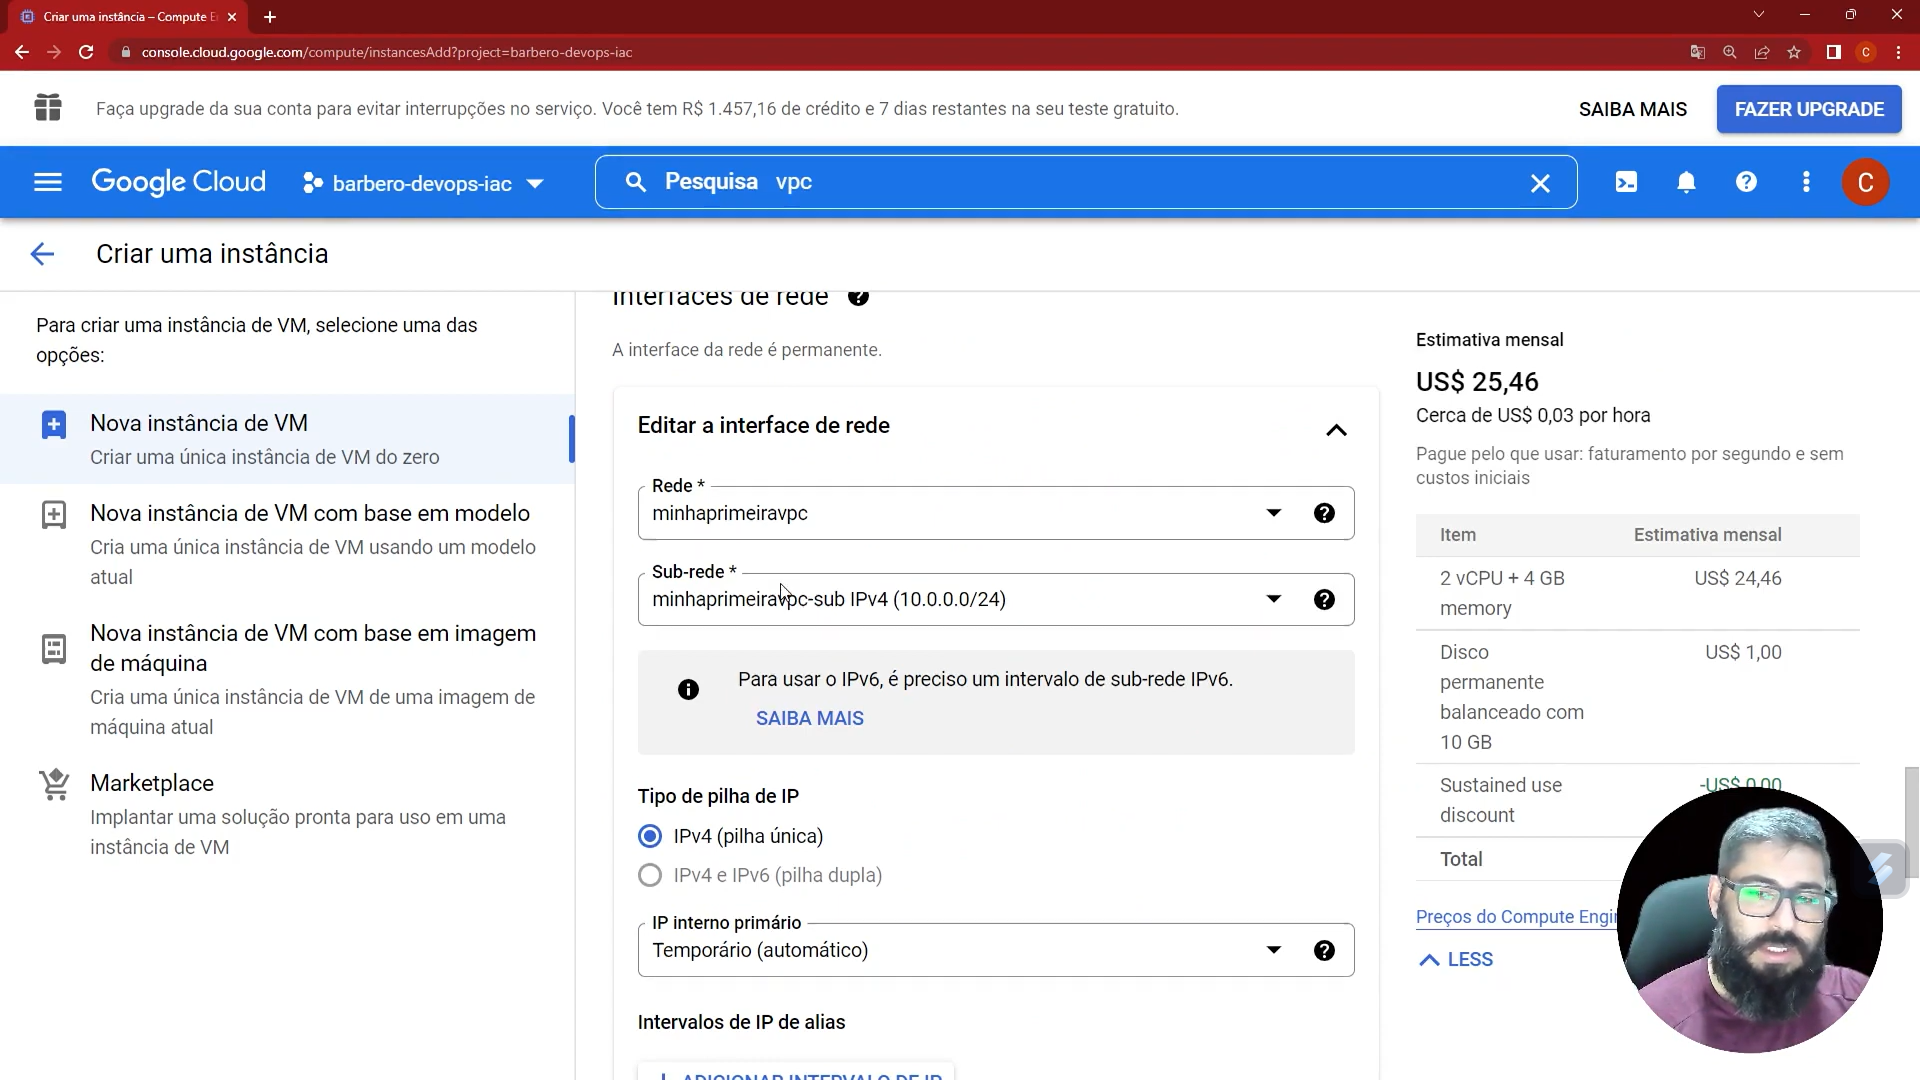 Criar uma instância – Compute E
console.cloud.google.com/compute/instancesAdd?project=barbero-devops-iac
C
Faça upgrade da sua conta para evitar interrupções no serviço. Você tem R$ 1.457,16 de crédito e 7 dias restantes na seu teste gratuito.
SAIBA MAIS
FAZER UPGRADE
Google Cloud
barbero-devops-iac
Pesquisa vpc
C
Criar uma instância
Para criar uma instância de VM, selecione uma das
opções:
Nova instância de VM
Criar uma única instância de VM do zero
Nova instância de VM com base em modelo
Cria uma única instância de VM usando um modelo
atual
Nova instância de VM com base em imagem
de máquina
Cria uma única instância de VM de uma imagem de
máquina atual
Marketplace
Implantar uma solução pronta para uso em uma
instância de VM
Interfaces de rede
A interface da rede é permanente.
Editar a interface de rede
Rede *
minhaprimeiravpc
Sub-rede *
minhaprimeiravpc-sub IPv4 (10.0.0.0/24)
Para usar o IPv6, é preciso um intervalo de sub-rede IPv6.
SAIBA MAIS
Tipo de pilha de IP
IPv4 (pilha única)
IPv4 e IPv6 (pilha dupla)
IP interno primário
Temporário (automático)
Intervalos de IP de alias
ADICIONAR INTERVALO DE IP
Estimativa mensal
US$ 25,46
Cerca de US$ 0,03 por hora
Pague pelo que usar: faturamento por segundo e sem
custos iniciais
Item Estimativa mensal
2 vCPU + 4 GB US$ 24,46
memory
Disco US$ 1,00
permanente
balanceado com
10 GB
Sustained use -US$ 0,00
discount
Total
Preços do Compute Engi
LESS